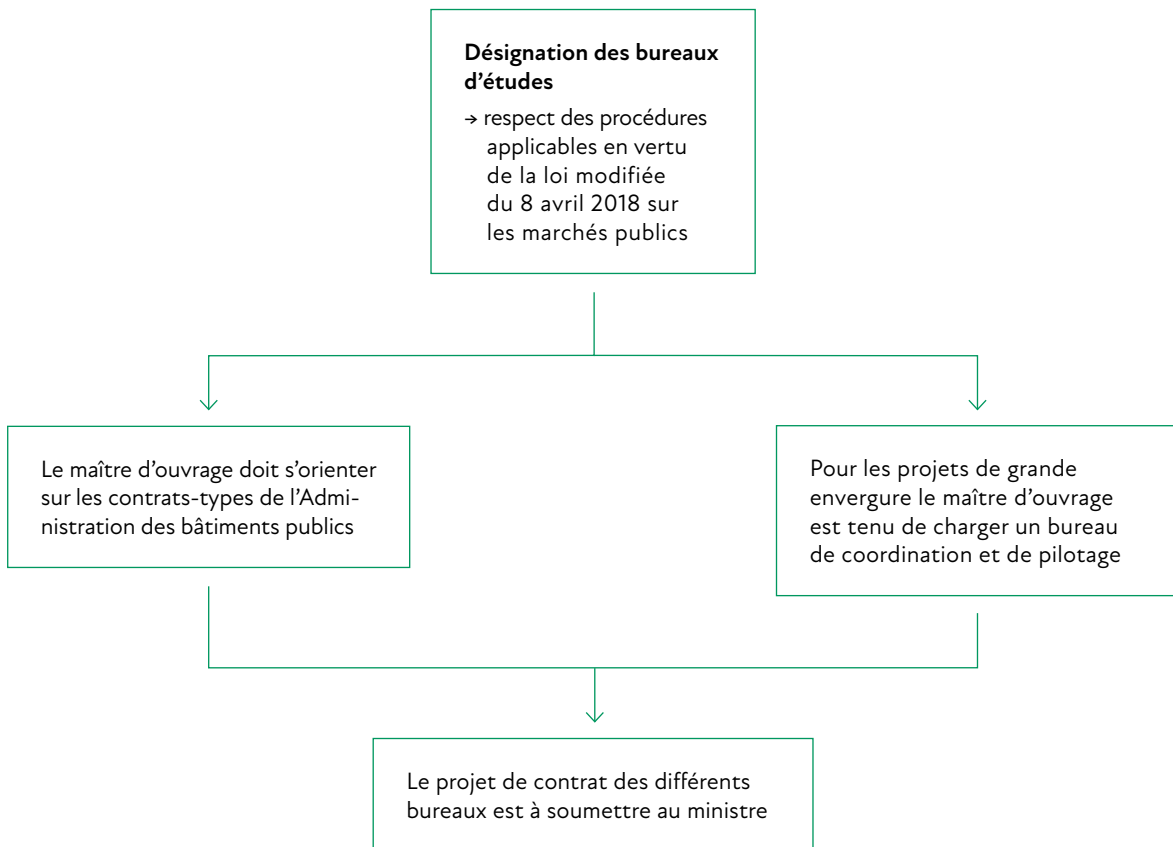 Désignation des bureaux
d’études
→ respect des procédures
applicables en vertu
de la loi modifiée
du 8 avril 2018 sur
les marchés publics
Le maître d’ouvrage doit s’orienter
sur les contrats-types de l’Admi-
nistration des bâtiments publics
Pour les projets de grande
envergure le maître d’ouvrage
est tenu de charger un bureau
de coordination et de pilotage
Le projet de contrat des différents
bureaux est à soumettre au ministre